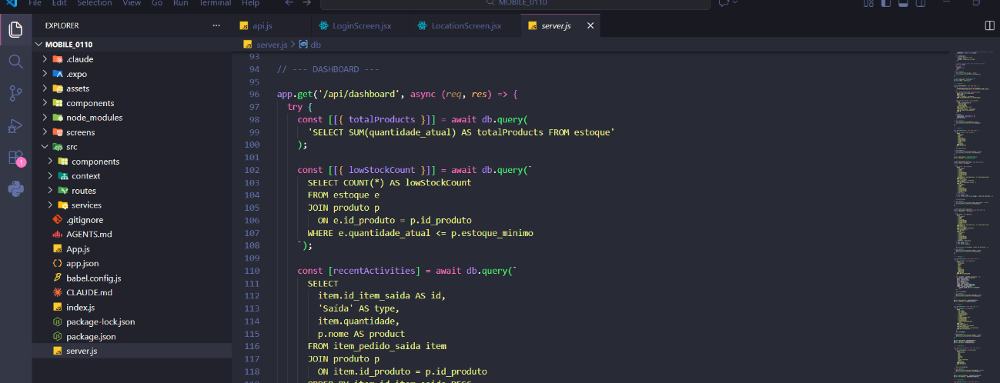 File Edit Selection View Go Run Terminal Help
MOBILE_0110
EXPLORER
MOBILE_0110
.claude
.expo
assets
components
node_modules
screens
src
components
context
routes
services
.gitignore
AGENTS.md
App.js
app.json
babel.config.js
CLAUDE.md
index.js
package-lock.json
package.json
server.js
1
api.js LoginScreen.jsx LocationScreen.jsx server.js
server.js > db
93
94 // --- DASHBOARD ---
95
96 app.get('/api/dashboard', async (req, res) => {
97 try {
98 const [[{ totalProducts }]] = await db.query(
99 'SELECT SUM(quantidade_atual) AS totalProducts FROM estoque'
100 );
101
102 const [[{ lowStockCount }]] = await db.query(`
103 SELECT COUNT(*) AS lowStockCount
104 FROM estoque e
105 JOIN produto p
106 ON e.id_produto = p.id_produto
107 WHERE e.quantidade_atual <= p.estoque_minimo
108 `);
109
110 const [recentActivities] = await db.query(`
111 SELECT
112 item.id_item_saida AS id,
113 'Saída' AS type,
114 item.quantidade,
115 p.nome AS product
116 FROM item_pedido_saida item
117 JOIN produto p
118 ON item.id_produto = p.id_produto
119 ORDER BY item.id_item_saida DESC